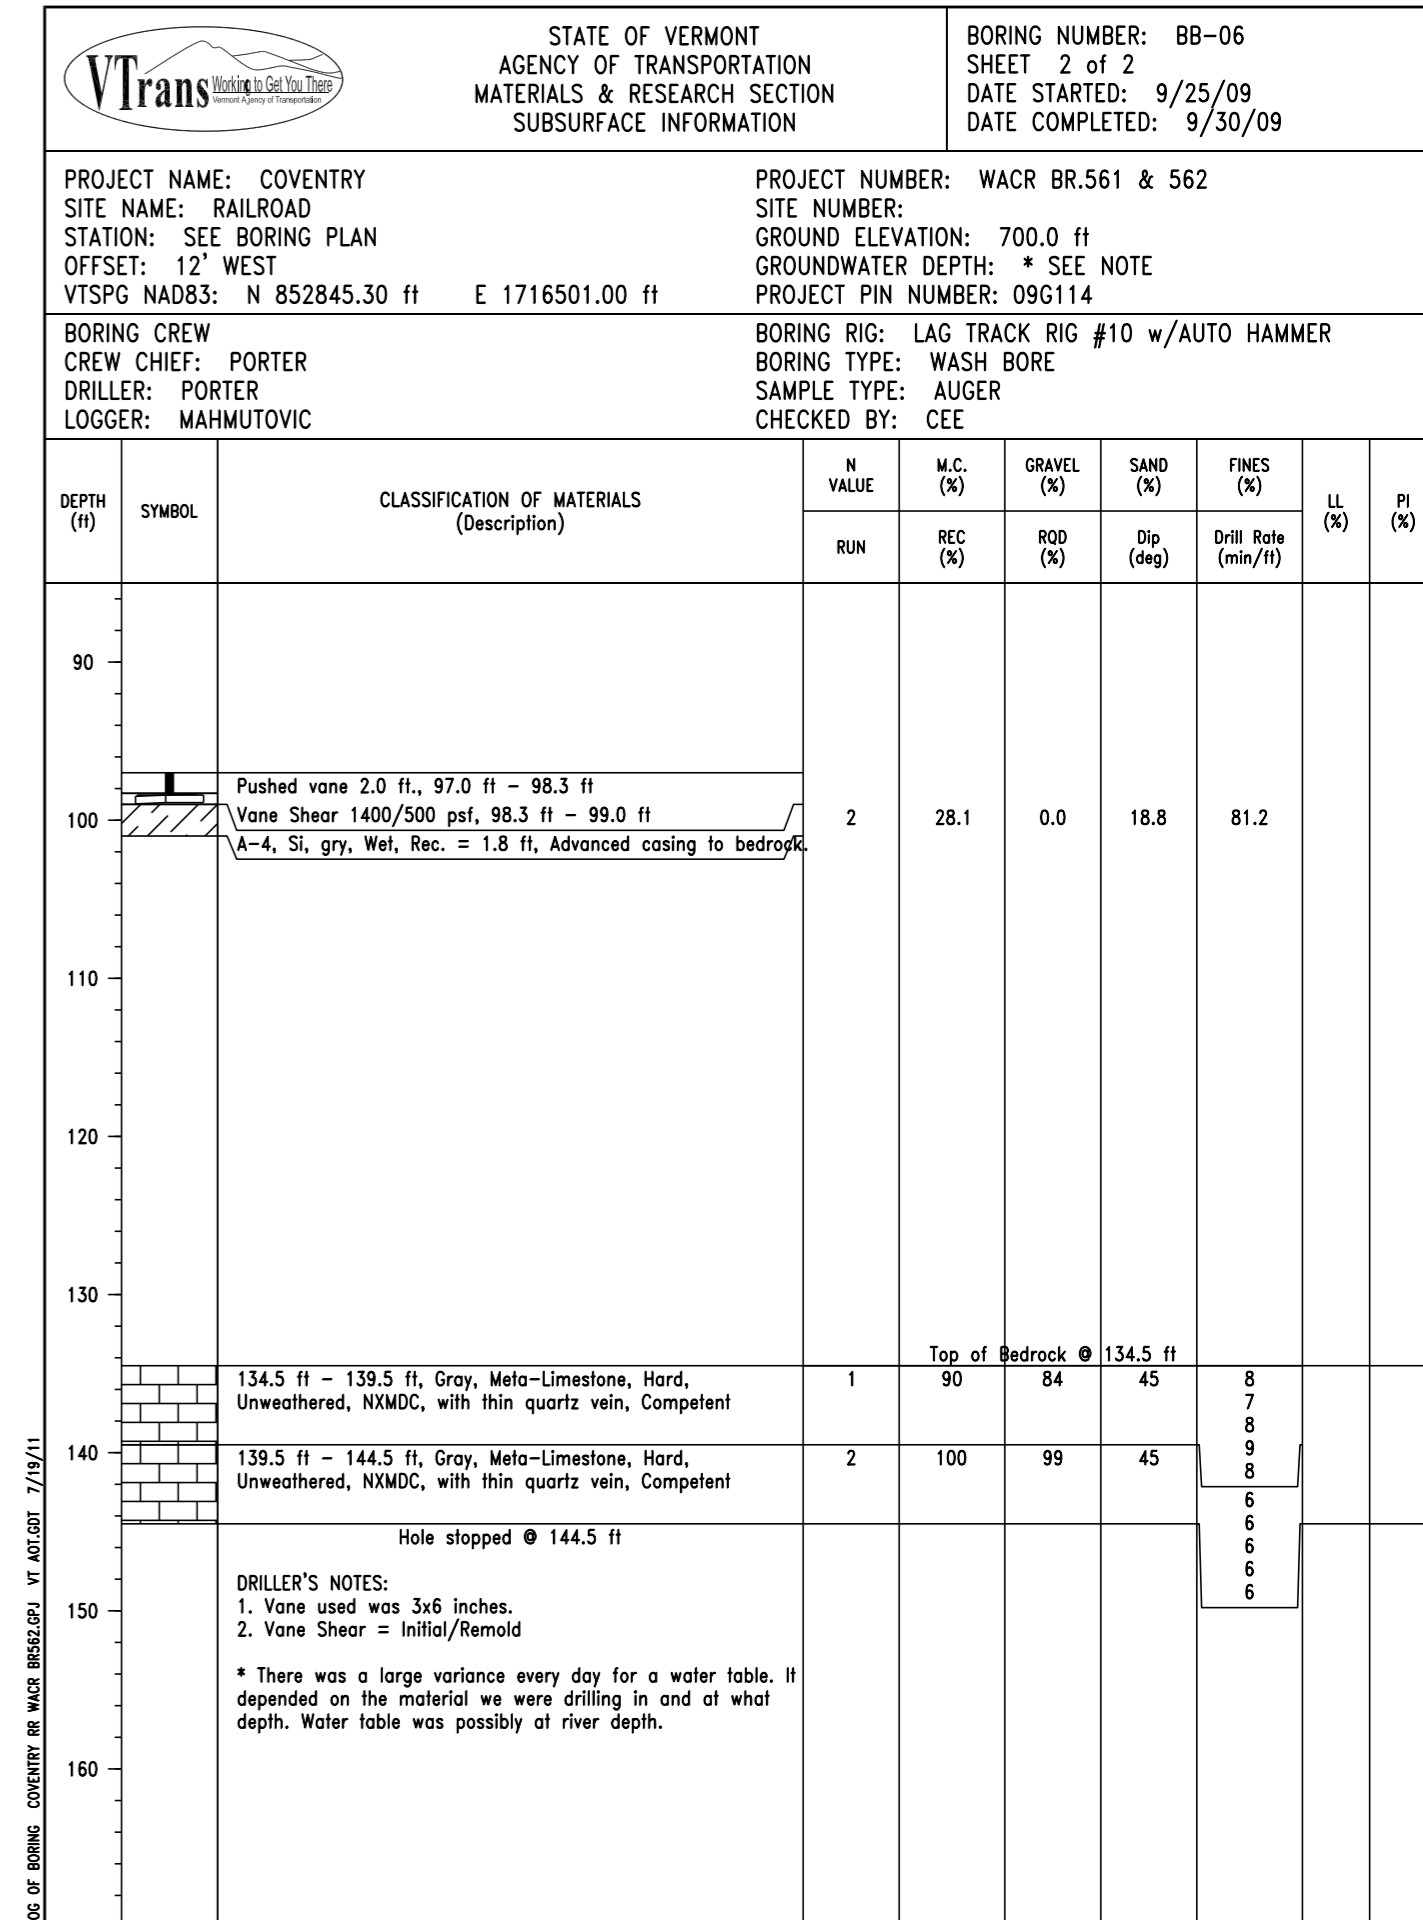 VTrans Working to Get You There
Vermont Agency of Transportation
STATE OF VERMONT
AGENCY OF TRANSPORTATION
MATERIALS & RESEARCH SECTION
SUBSURFACE INFORMATION
BORING NUMBER: BB-06
SHEET 2 of 2
DATE STARTED: 9/25/09
DATE COMPLETED: 9/30/09
PROJECT NAME: COVENTRY
SITE NAME: RAILROAD
STATION: SEE BORING PLAN
OFFSET: 12' WEST
VTSPG NAD83: N 852845.30 ft E 1716501.00 ft
PROJECT NUMBER: WACR BR.561 & 562
SITE NUMBER:
GROUND ELEVATION: 700.0 ft
GROUNDWATER DEPTH: * SEE NOTE
PROJECT PIN NUMBER: 09G114
BORING CREW
CREW CHIEF: PORTER
DRILLER: PORTER
LOGGER: MAHMUTOVIC
BORING RIG: LAG TRACK RIG #10 w/AUTO HAMMER
BORING TYPE: WASH BORE
SAMPLE TYPE: AUGER
CHECKED BY: CEE
DEPTH
(ft)
SYMBOL
CLASSIFICATION OF MATERIALS
(Description)
N
VALUE
RUN
M.C.
(%)
REC
(%)
GRAVEL
(%)
RQD
(%)
SAND
(%)
Dip
(deg)
FINES
(%)
Drill Rate
(min/ft)
LL
(%)
PI
(%)
90
Pushed vane 2.0 ft., 97.0 ft - 98.3 ft
Vane Shear 1400/500 psf, 98.3 ft - 99.0 ft
100 2 28.1 0.0 18.8 81.2
A-4, Si, gry, Wet, Rec. = 1.8 ft, Advanced casing to bedrock.
110
120
130
Top of Bedrock @ 134.5 ft
134.5 ft - 139.5 ft, Gray, Meta-Limestone, Hard, 1 90 84 45 8
Unweathered, NXMDC, with thin quartz vein, Competent 7
8
9
140 139.5 ft - 144.5 ft, Gray, Meta-Limestone, Hard, 2 100 99 45
8
Unweathered, NXMDC, with thin quartz vein, Competent
6
6
Hole stopped @ 144.5 ft
6
6
DRILLER'S NOTES:
6
150 1. Vane used was 3x6 inches.
2. Vane Shear = Initial/Remold
* There was a large variance every day for a water table. It
depended on the material we were drilling in and at what
depth. Water table was possibly at river depth.
160
OG OF BORING COVENTRY RR WACR BR562.GPJ VT AOT.GDT 7/19/11